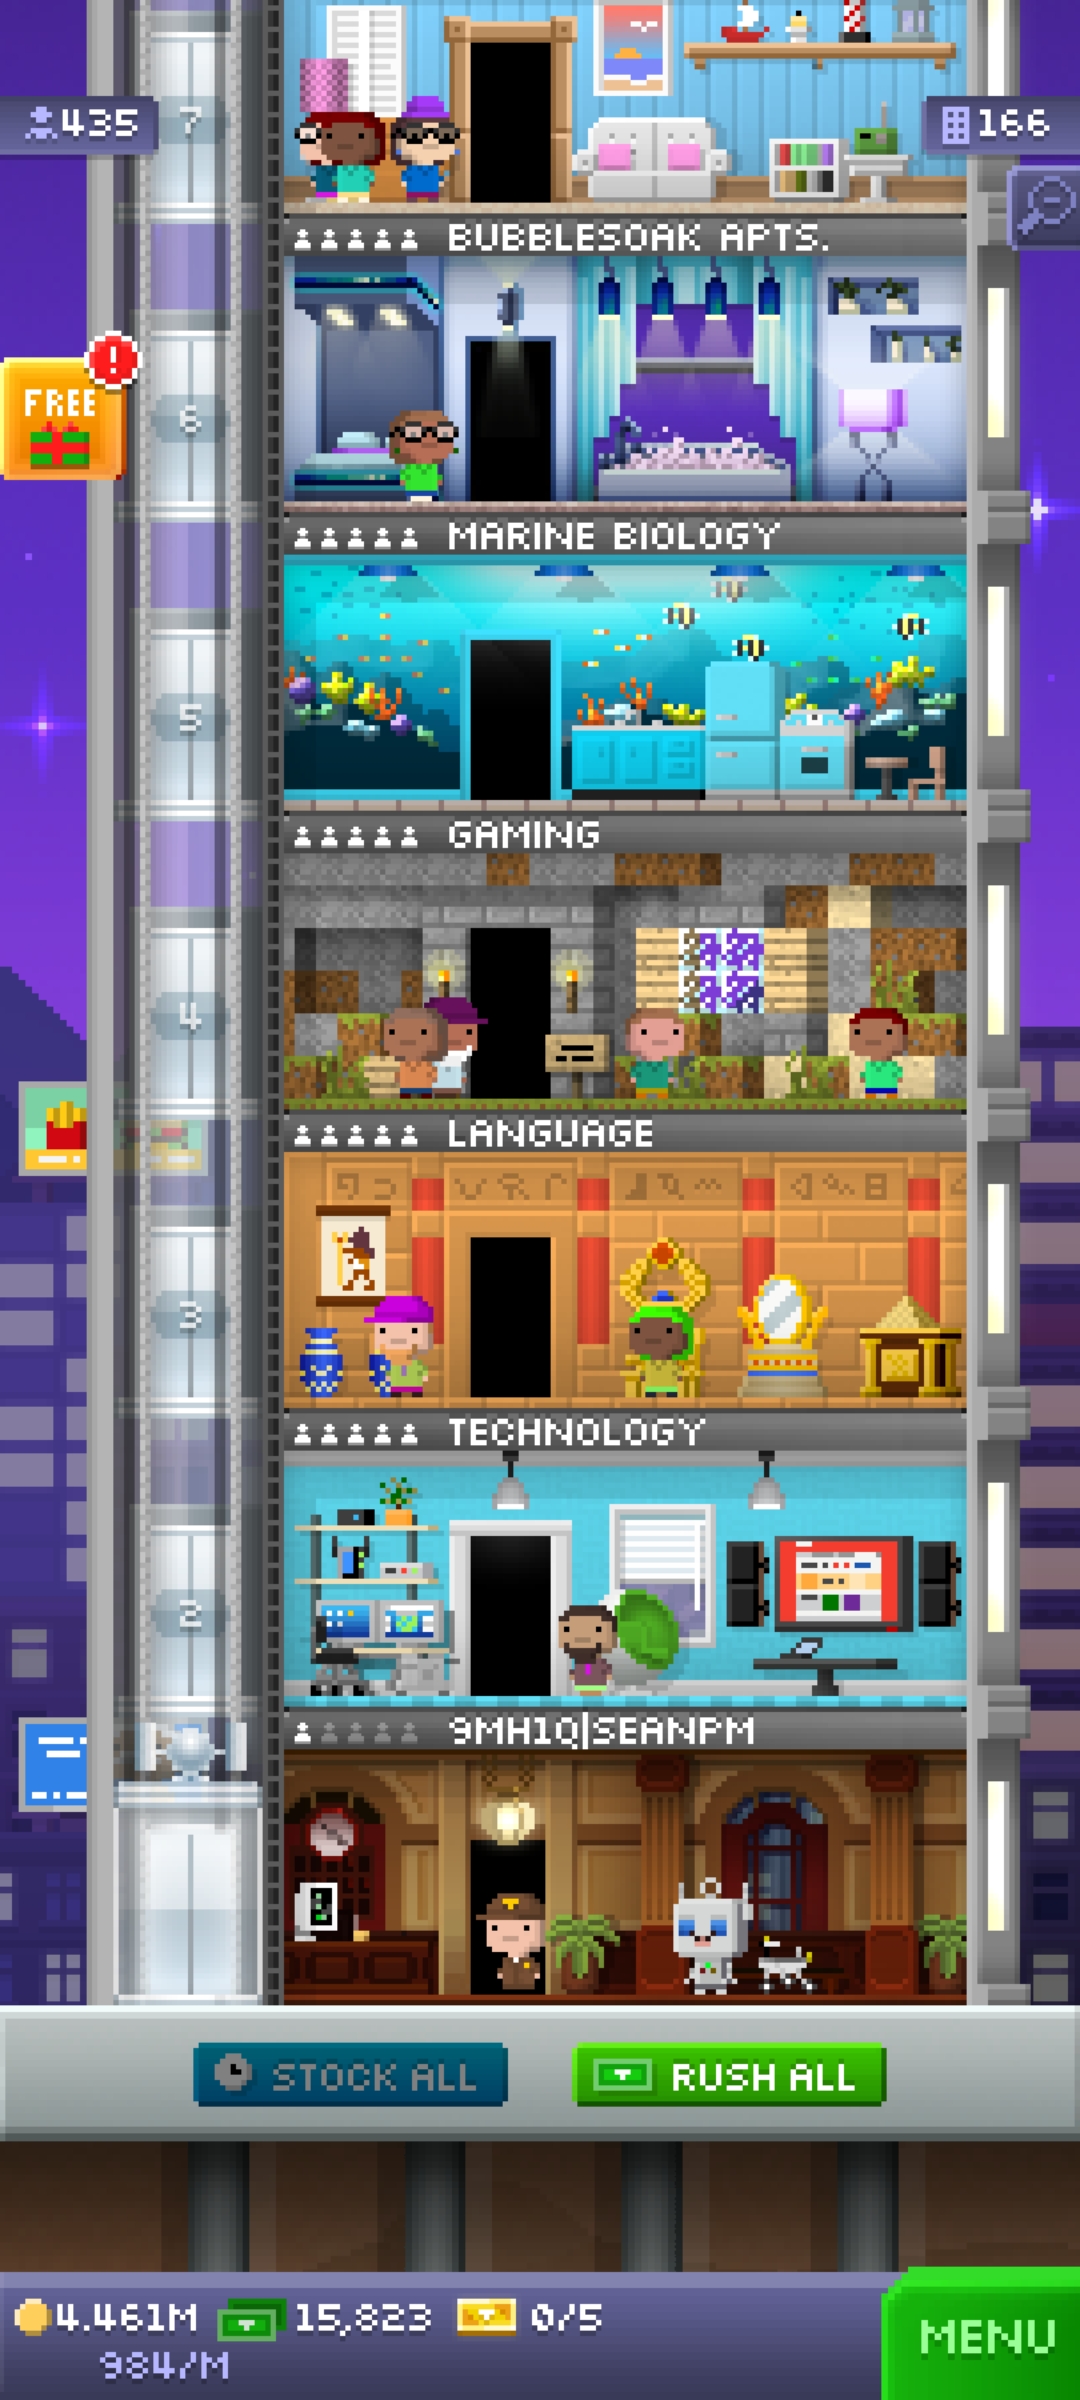 7
435
166
BUBBLESOAK APTS.
FREE
!
6
MARINE BIOLOGY
5
GAMING
4
LANGUAGE
3
TECHNOLOGY
2
9MH1Q|SEANPM
STOCK ALL
RUSH ALL
4.461M
15,823
0/5
984/M
MENU